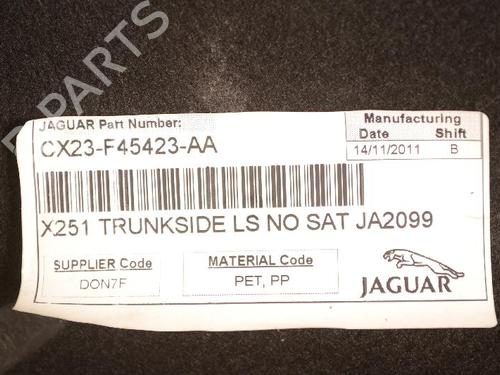 D PARTS
JAGUAR Part Number:
CX23-F45423-AA
Manufacturing
Date Shift
14/11/2011 B
X251 TRUNKSIDE LS NO SAT JA2099
SUPPLIER Code
DON7F
MATERIAL Code
PET, PP
JAGUAR